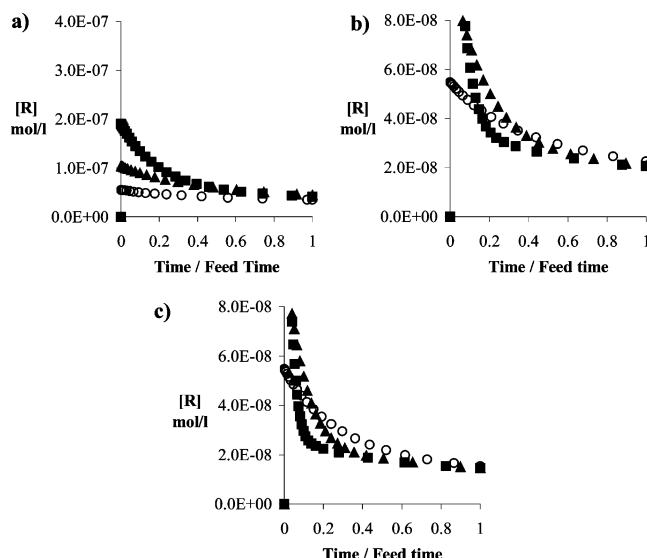 a)
4.0E-07
3.0E-07
[R]
mol/l
2.0E-07
1.0E-07
0.0E+00
0 0.2 0.4 0.6 0.8 1
Time / Feed Time
b)
8.0E-08
6.0E-08
[R]
mol/l
4.0E-08
2.0E-08
0.0E+00
0 0.2 0.4 0.6 0.8 1
Time / Feed time
c)
8.0E-08
6.0E-08
[R]
mol/l
4.0E-08
2.0E-08
0.0E+00
0 0.2 0.4 0.6 0.8 1
Time / Feed time